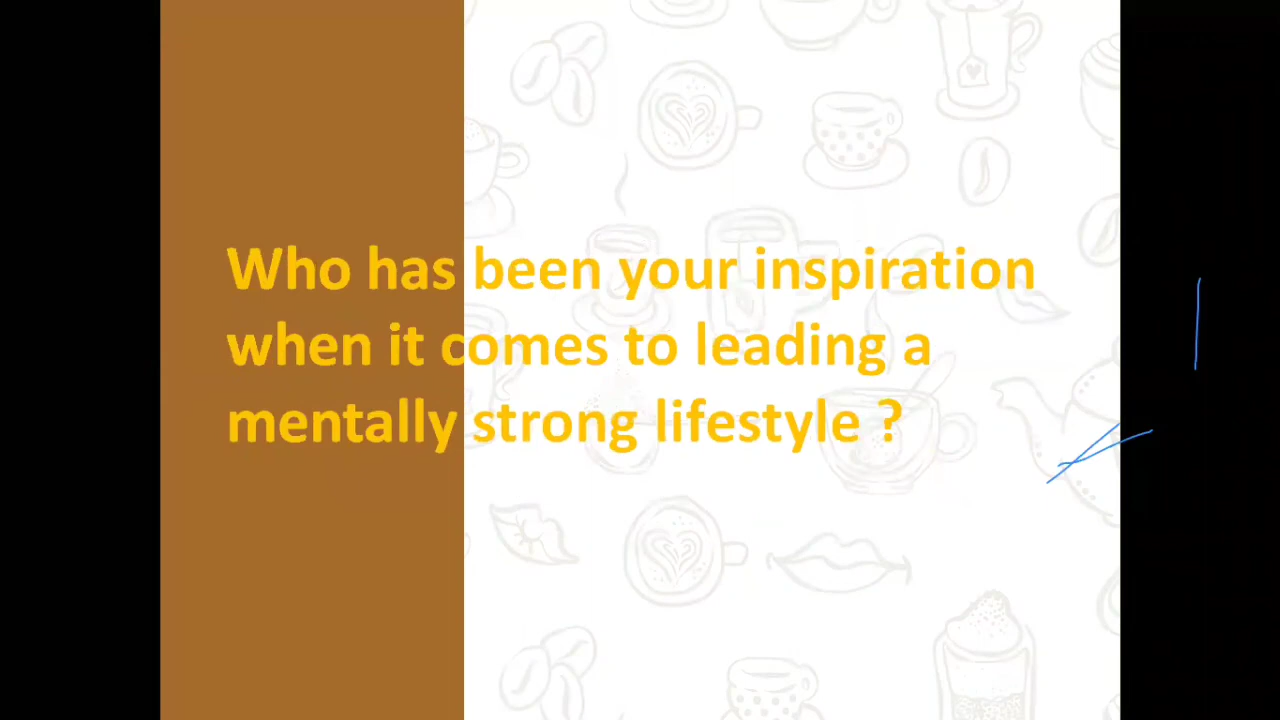 Who has been your inspiration
when it comes to leading a
mentally strong lifestyle ?